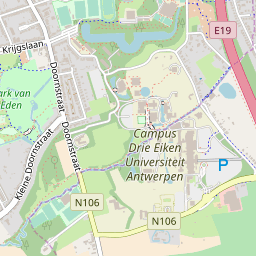 E19
Krijgslaan
Doornstraat
ark van
Eden
Kleine Doornstraat
Doornstraat
Campus
Drie Eiken
Universiteit
Antwerpen
P
N106
N106